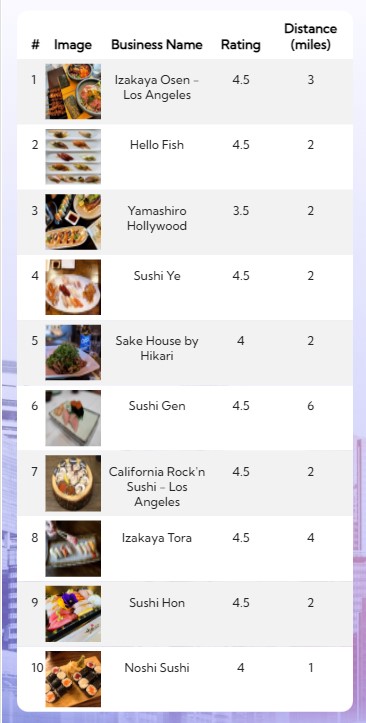 # Image Business Name Rating Distance (miles)
1 Izakaya Osen – Los Angeles 4.5 3
2 Hello Fish 4.5 2
3 Yamashiro Hollywood 3.5 2
4 Sushi Ye 4.5 2
5 Sake House by Hikari 4 2
6 Sushi Gen 4.5 6
7 California Rock'n Sushi - Los Angeles 4.5 2
8 Izakaya Tora 4.5 4
9 Sushi Hon 4.5 2
10 Noshi Sushi 4 1